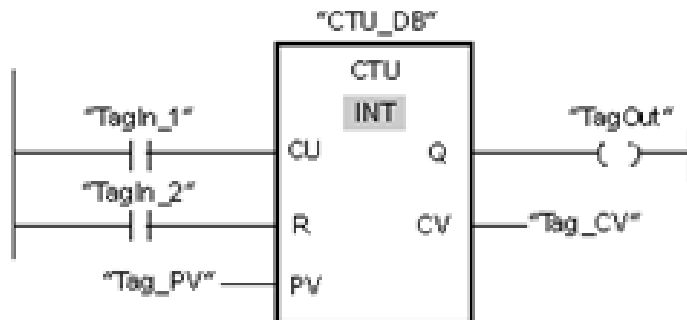 "CTU_DB"
CTU
INT
"TagIn_1"
CU
Q
"TagOut"
"TagIn_2"
R
CV
"Tag_CV"
"Tag_PV"
PV